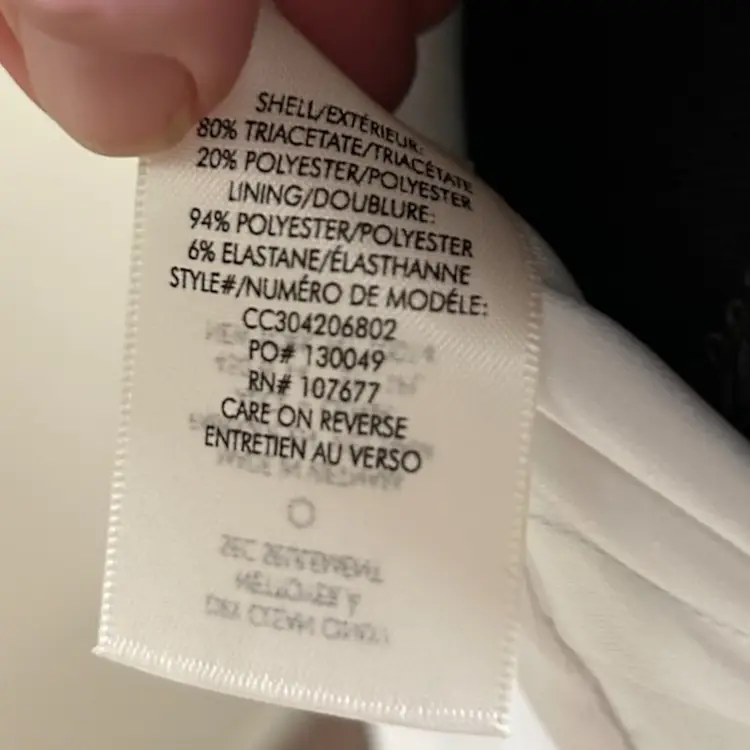 SHELL/EXTÉRIEUR:
80% TRIACETATE/TRIACÉTATE
20% POLYESTER/POLYESTER
LINING/DOUBLURE:
94% POLYESTER/POLYESTER
6% ELASTANE/ÉLASTHANNE
STYLE#/NUMÉRO DE MODÉLE:
CC304206802
PO# 130049
RN# 107677
CARE ON REVERSE
ENTRETIEN AU VERSO